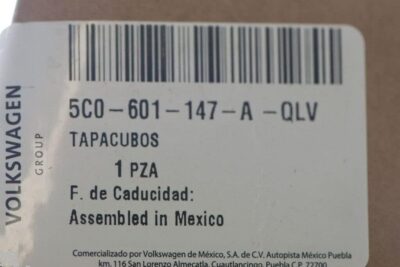 VOLKSWAGEN
GROUP
5C0-601-147-A -QLV
TAPACUBOS
1 PZA
F. de Caducidad:
Assembled in Mexico
Comercializado por Volkswagen de México, S.A. de C.V. Autopista México Puebla
km. 116 San Lorenzo Almecatla, Cuautlancingo, Puebla C.P. 72700